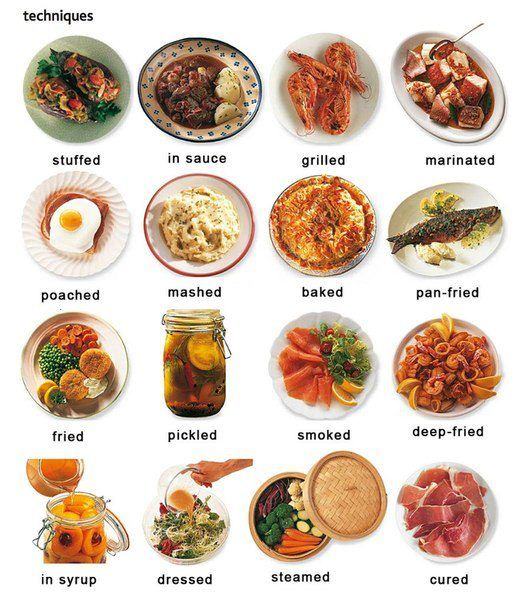 techniques
stuffed
in sauce
grilled
marinated
poached
mashed
baked
pan-fried
fried
pickled
smoked
deep-fried
in syrup
dressed
steamed
cured